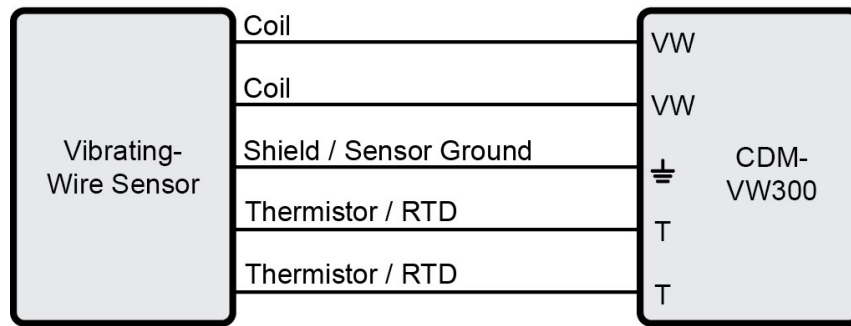 Coil
VW
Coil
VW
Vibrating-
Wire Sensor
Shield / Sensor Ground
CDM-
VW300
Thermistor / RTD
T
Thermistor / RTD
T